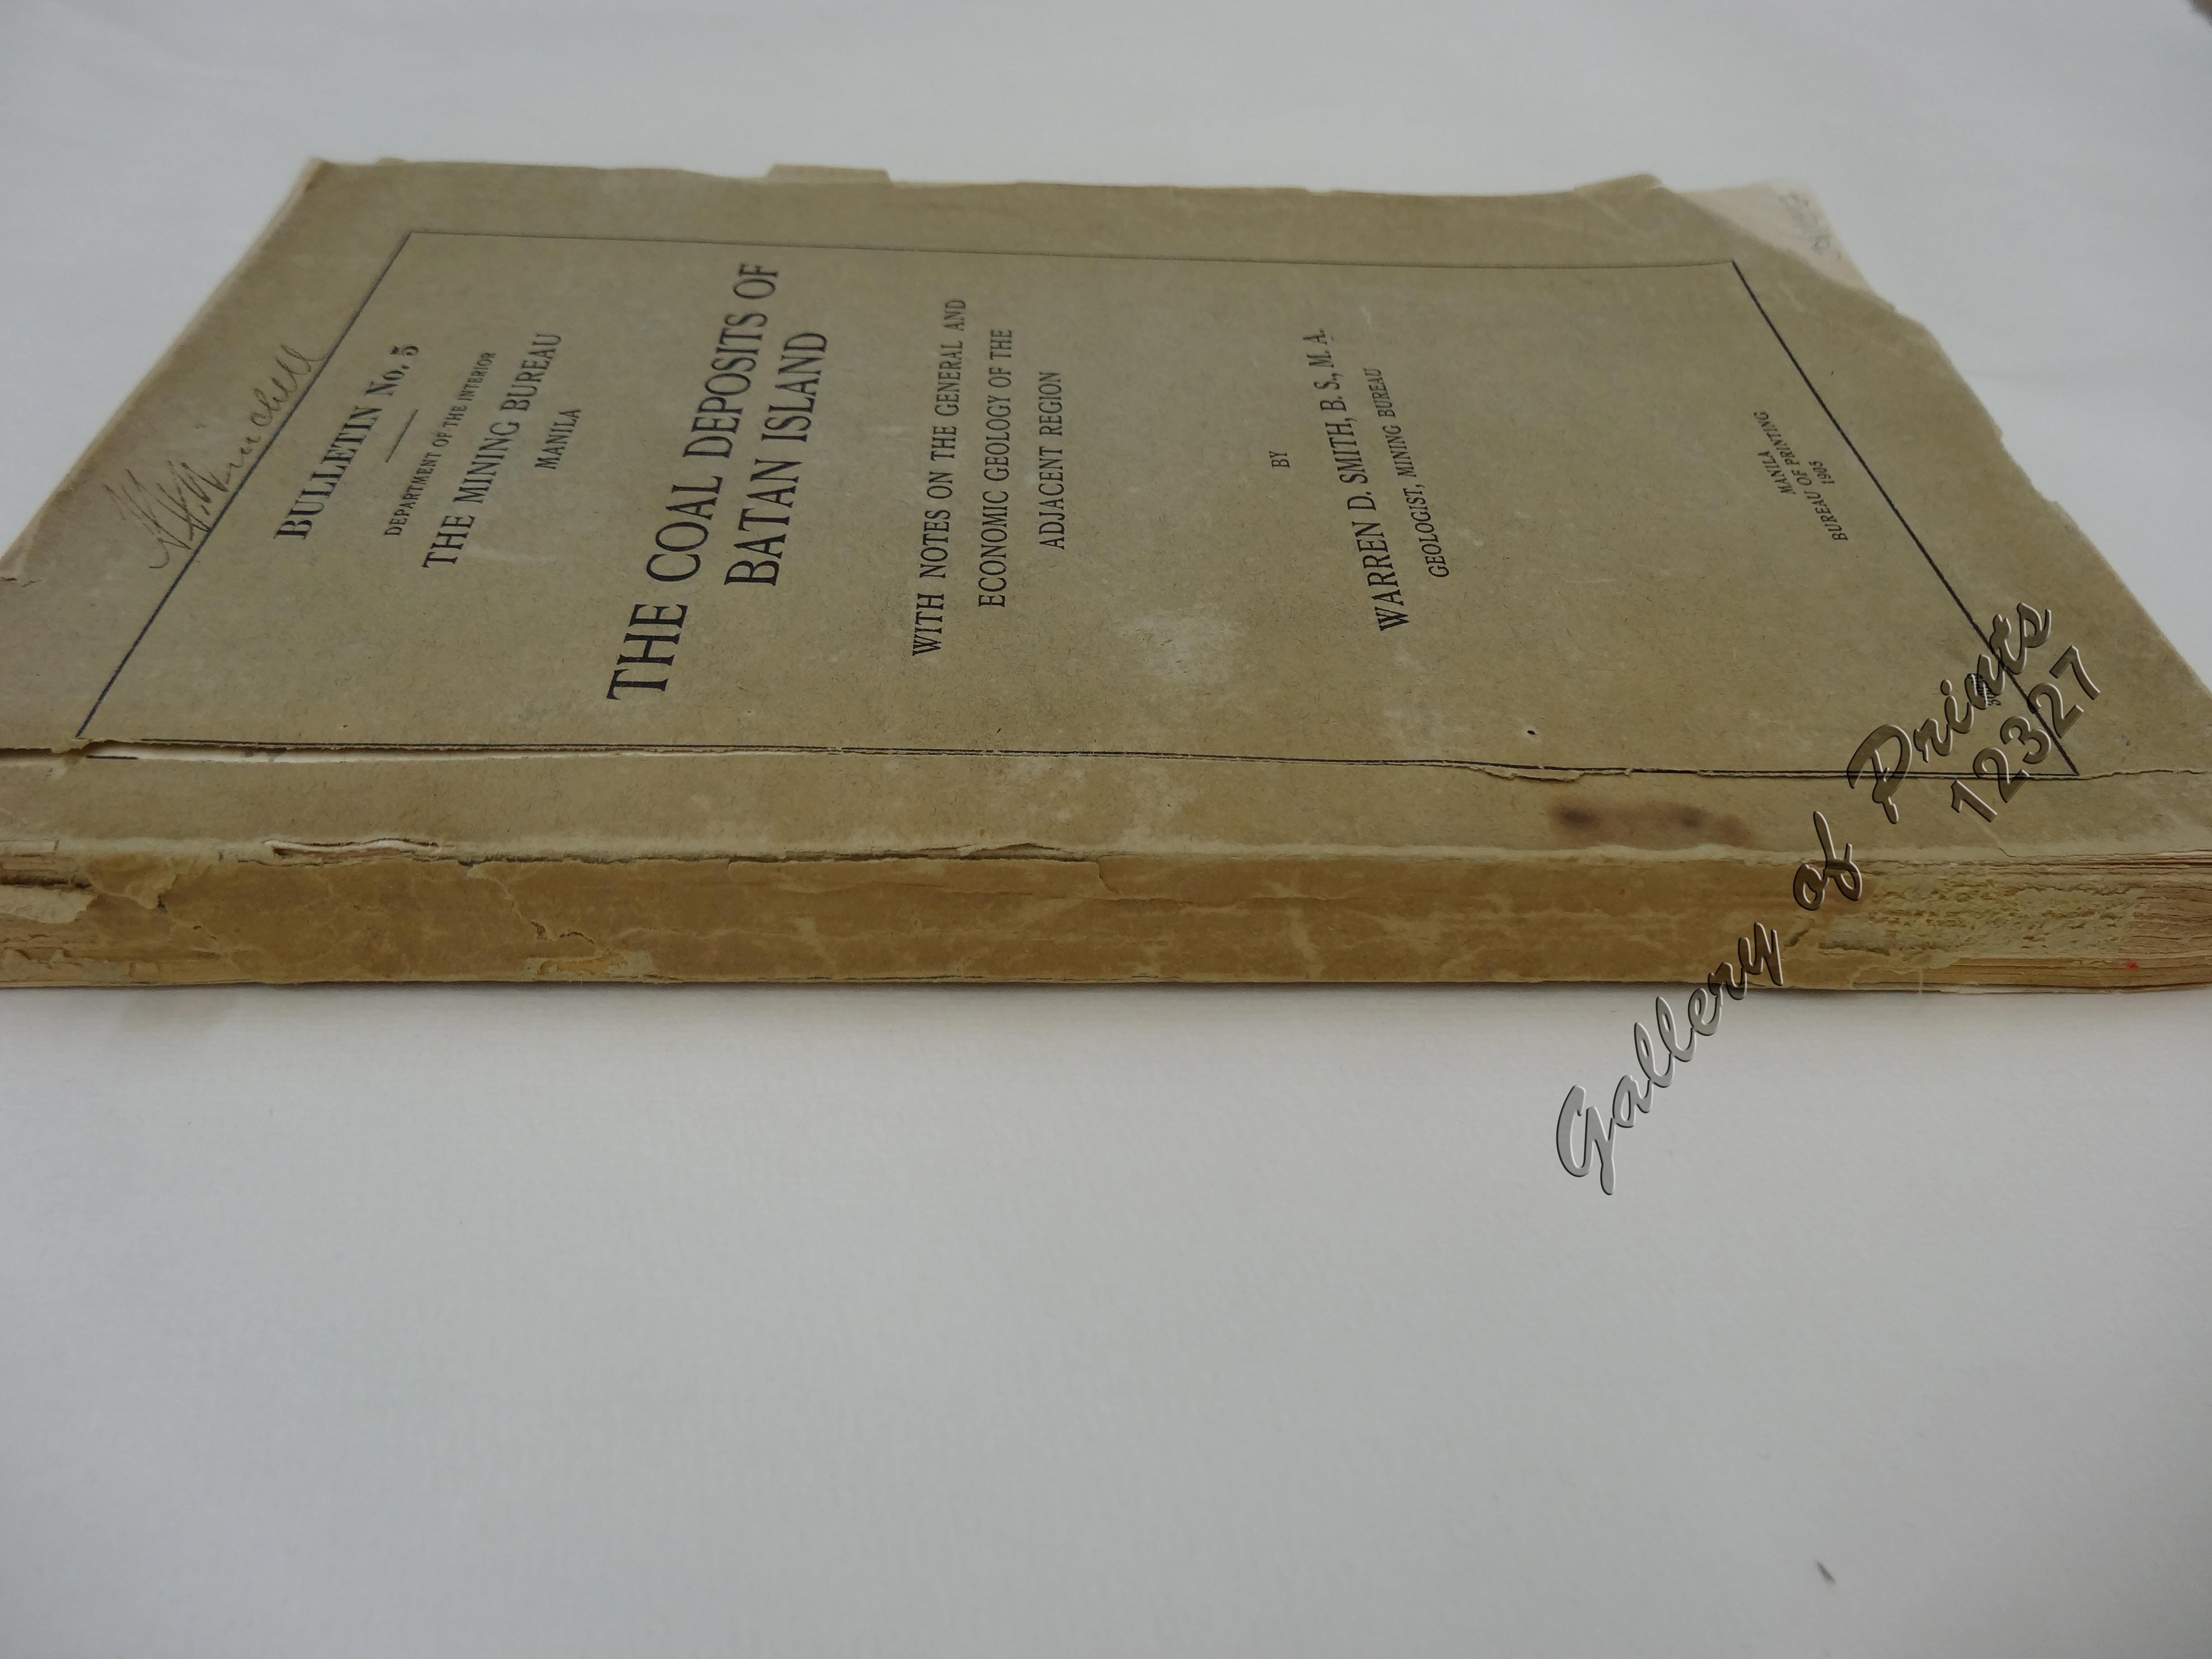 BULLETIN No. 5
DEPARTMENT OF THE INTERIOR
THE MINING BUREAU
MANILA
THE COAL DEPOSITS OF
BATAN ISLAND
WITH NOTES ON THE GENERAL AND
ECONOMIC GEOLOGY OF THE
ADJACENT REGION
BY
WARREN D. SMITH, B. S., M. A.
GEOLOGIST, MINING BUREAU
MANILA
BUREAU OF PRINTING
1905
Gallery of Prints
12327